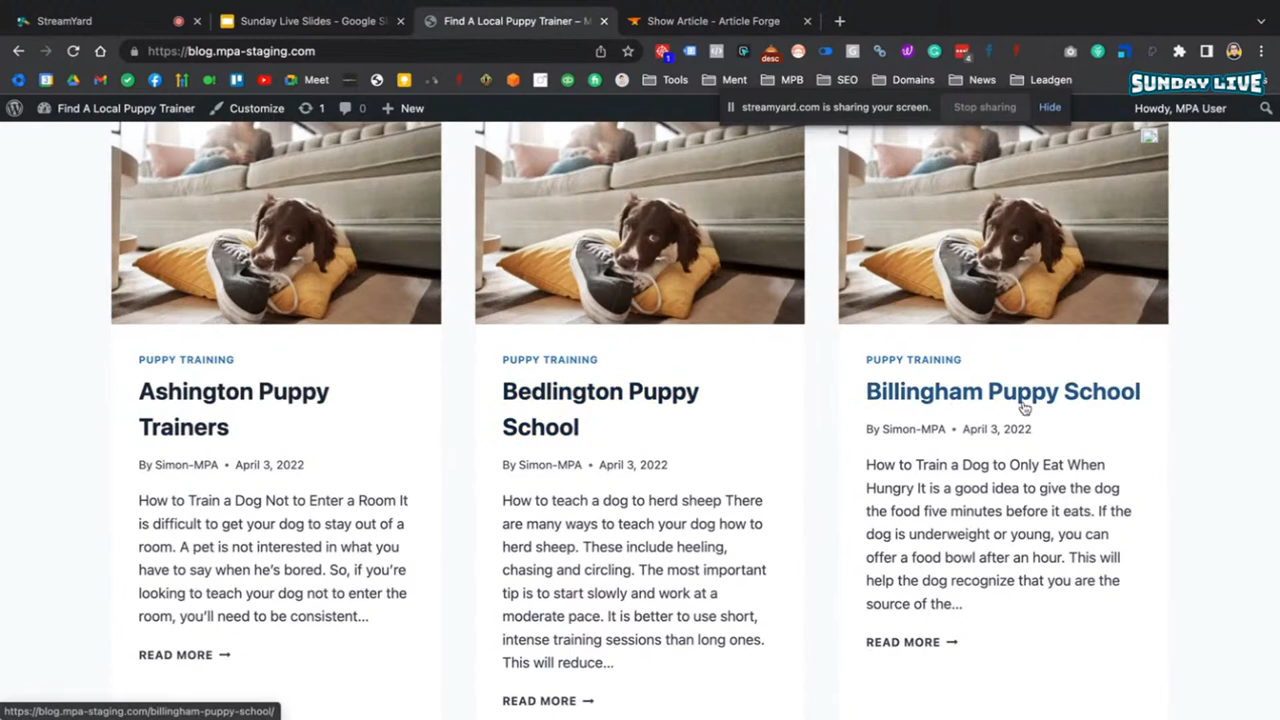 StreamYard
Sunday Live Slides - Google Sl
Find A Local Puppy Trainer – M
Show Article - Article Forge
https://blog.mpa-staging.com
1
desc
4
31
Meet
Tools
Ment
MPB
SEO
Domains
News
Leadgen
SUNDAY LIVE
Find A Local Puppy Trainer
Customize
1
0
New
streamyard.com is sharing your screen.
Stop sharing
Hide
Howdy, MPA User
PUPPY TRAINING
Ashington Puppy
Trainers
By Simon-MPA • April 3, 2022
How to Train a Dog Not to Enter a Room It
is difficult to get your dog to stay out of a
room. A pet is not interested in what you
have to say when he's bored. So, if you're
looking to teach your dog not to enter the
room, you'll need to be consistent...
READ MORE →
PUPPY TRAINING
Bedlington Puppy
School
By Simon-MPA • April 3, 2022
How to teach a dog to herd sheep There
are many ways to teach your dog how to
herd sheep. These include heeling,
chasing and circling. The most important
tip is to start slowly and work at a
moderate pace. It is better to use short,
intense training sessions than long ones.
This will reduce...
READ MORE →
PUPPY TRAINING
Billingham Puppy School
By Simon-MPA • April 3, 2022
How to Train a Dog to Only Eat When
Hungry It is a good idea to give the dog
the food five minutes before it eats. If the
dog is underweight or young, you can
offer a food bowl after an hour. This will
help the dog recognize that you are the
source of the...
READ MORE →
https://blog.mpa-staging.com/billingham-puppy-school/